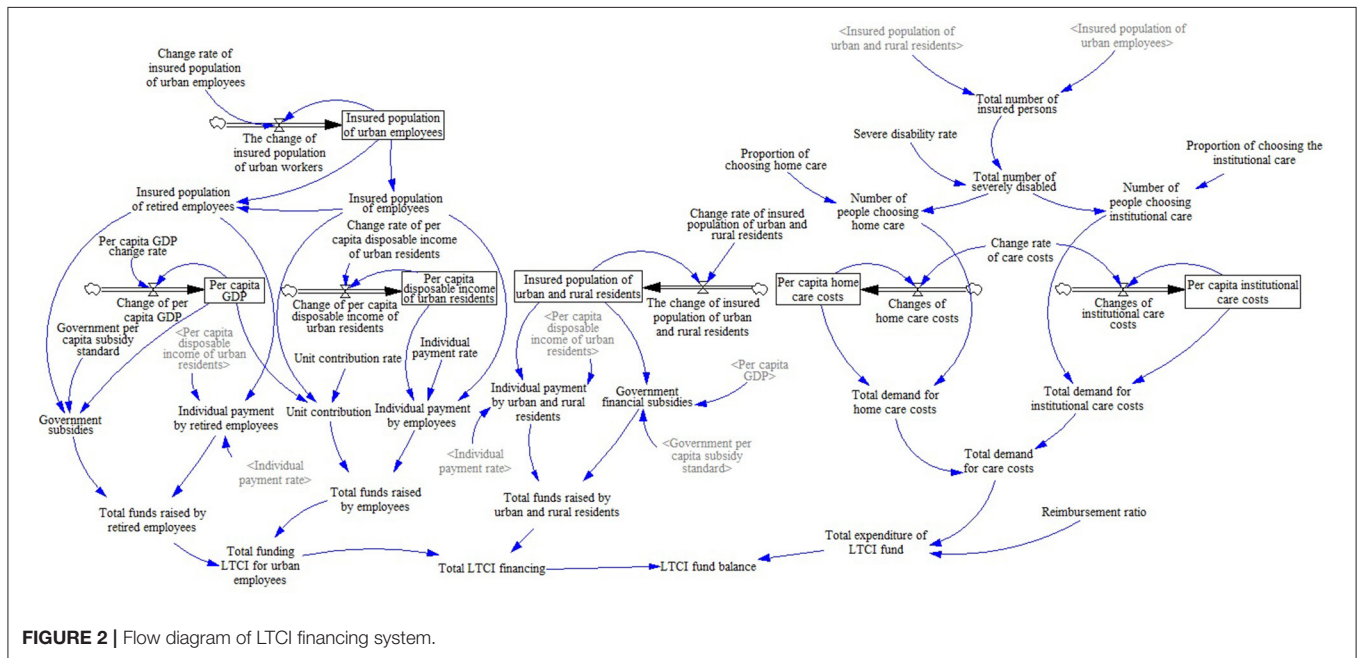 Change rate of
insured population
of urban employees
<Insured population of
urban and rural residents>
<Insured population of
urban employees>
Insured population
of urban employees
The change of
insured population
of urban workers
Total number of
insured persons
Severe disability rate
Proportion of
choosing home care
Proportion of choosing the
institutional care
Total number of
severely disabled
Insured population
of retired employees
Insured population
of employees
Number of
people choosing
home care
Number of
people choosing
institutional care
Change rate of per
capita disposable income
of urban residents
Change rate of insured
population of urban and
rural residents
Per capita GDP
change rate
Change rate
of care costs
Per capita
GDP
Change of per
capita GDP
Per capita
disposable income
of urban residents
Change of per capita
disposable income of
urban residents
Insured population of
urban and rural residents
The change of insured
population of urban
and rural residents
Per capita home
care costs
Changes of
home care costs
Per capita institutional
care costs
Changes of
institutional care costs
Government per
capita subsidy
standard
<Per capita
disposable
income of urban
residents>
Unit contribution rate
Individual
payment rate
<Per capita
disposable
income of urban
residents>
<Per capita
GDP>
Government
subsidies
Individual payment
by retired employees
Unit contribution
Individual payment
by employees
Individual payment
by urban and rural
residents
Government
financial subsidies
Total demand for
home care costs
Total demand for
institutional care costs
<Individual
payment rate>
<Individual
payment rate>
<Government per
capita subsidy
standard>
Total demand
for care costs
Total funds raised by
retired employees
Total funds raised
by employees
Total funds raised by
urban and rural residents
Reimbursement ratio
Total funding
LTCI for urban
employees
Total LTCI financing
LTCI fund balance
Total expenditure of
LTCI fund
FIGURE 2 | Flow diagram of LTCI financing system.